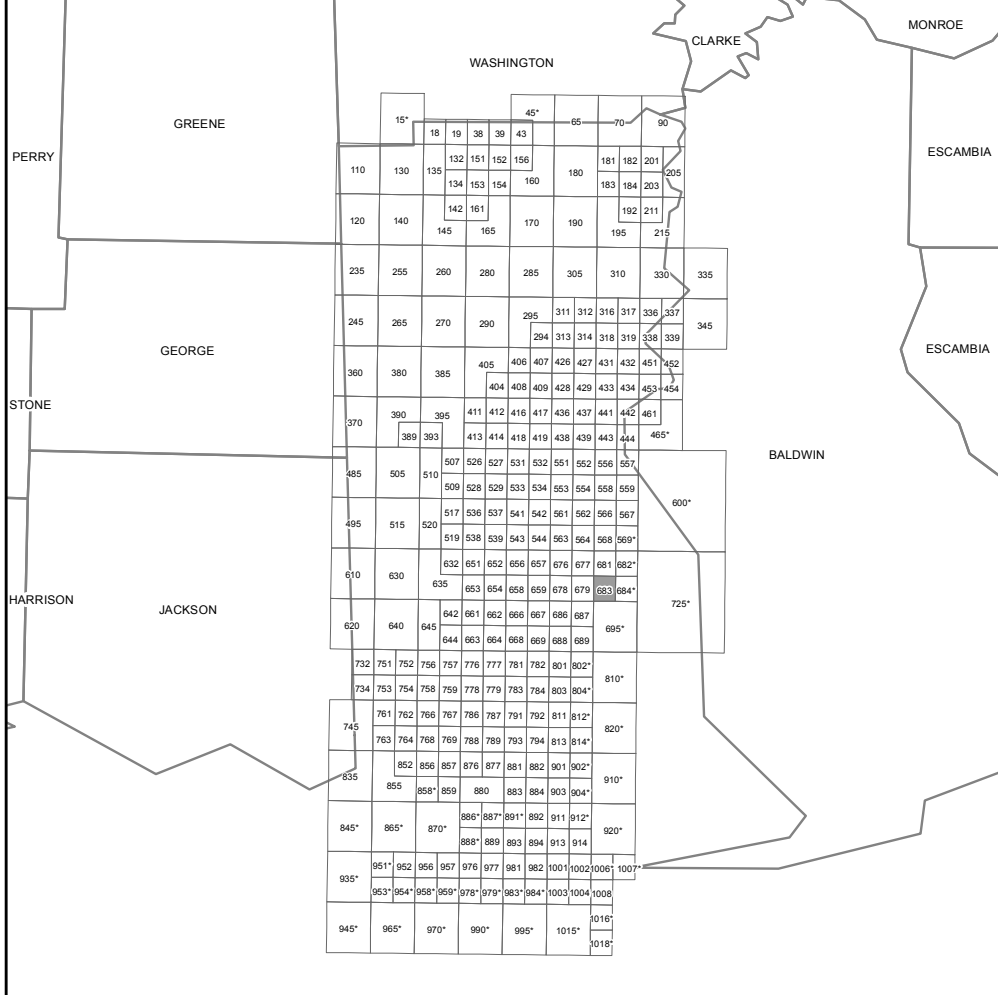 MONROE
CLARKE
WASHINGTON
GREENE
PERRY
ESCAMBIA
15* 45* 65 70 90
18 19 38 39 43
132 151 152 156 181 182 201
110 130 135 160 180 205
134 153 154 183 184 203
142 161 192 211
120 140 145 165 170 190 195 215
235 255 260 280 285 305 310 330 335
295 311 312 316 317 336 337
245 265 270 290 345
294 313 314 318 319 338 339
GEORGE
ESCAMBIA
405 406 407 426 427 431 432 451 452
360 380 385
404 408 409 428 429 433 434 453 454
STONE
390 395 411 412 416 417 436 437 441 442 461
370
389 393 413 414 418 419 438 439 443 444 465*
BALDWIN
507 526 527 531 532 551 552 556 557
485 505 510
509 528 529 533 534 553 554 558 559
600*
517 536 537 541 542 561 562 566 567
495 515 520
519 538 539 543 544 563 564 568 569*
632 651 652 656 657 676 677 681 682*
610 630 635
653 654 658 659 678 679 683 684*
HARRISON
JACKSON
725*
642 661 662 666 667 686 687
620 640 645 695*
644 663 664 668 669 688 689
732 751 752 756 757 776 777 781 782 801 802*
810*
734 753 754 758 759 778 779 783 784 803 804*
761 762 766 767 786 787 791 792 811 812*
745 820*
763 764 768 769 788 789 793 794 813 814*
852 856 857 876 877 881 882 901 902*
835 855 910*
858* 859 880 883 884 903 904*
886* 887* 891* 892 911 912*
845* 865* 870* 920*
888* 889 893 894 913 914
951* 952 956 957 976 977 981 982 1001 1002 1006* 1007*
935*
953* 954* 958* 959* 978* 979* 983* 984* 1003 1004 1008
1016*
945* 965* 970* 990* 995* 1015*
1018*